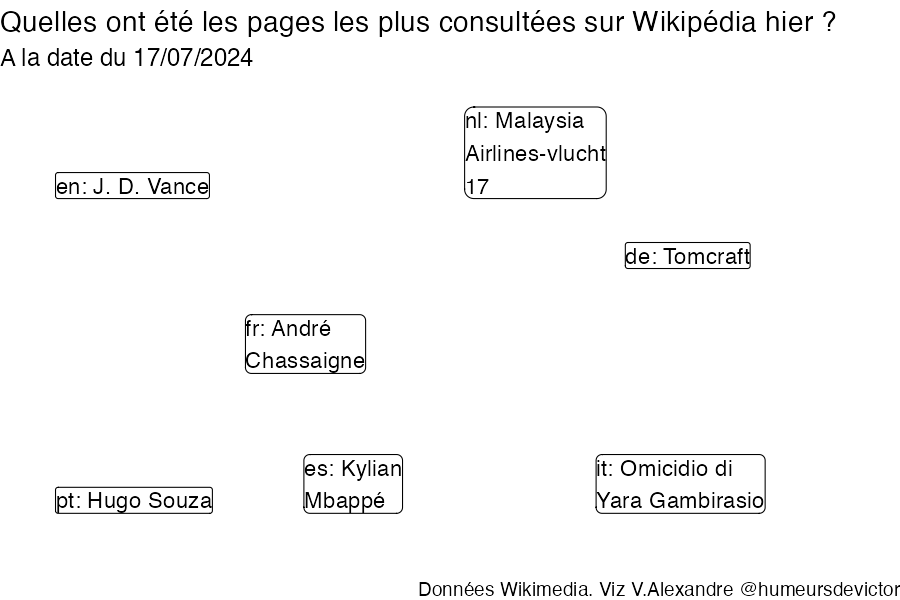 Quelles ont été les pages les plus consultées sur Wikipédia hier ?
A la date du 17/07/2024
nl: Malaysia
Airlines-vlucht
17
en: J. D. Vance
de: Tomcraft
fr: André
Chassaigne
es: Kylian
Mbappé
it: Omicidio di
Yara Gambirasio
pt: Hugo Souza
Données Wikimedia. Viz V.Alexandre @humeursdevictor